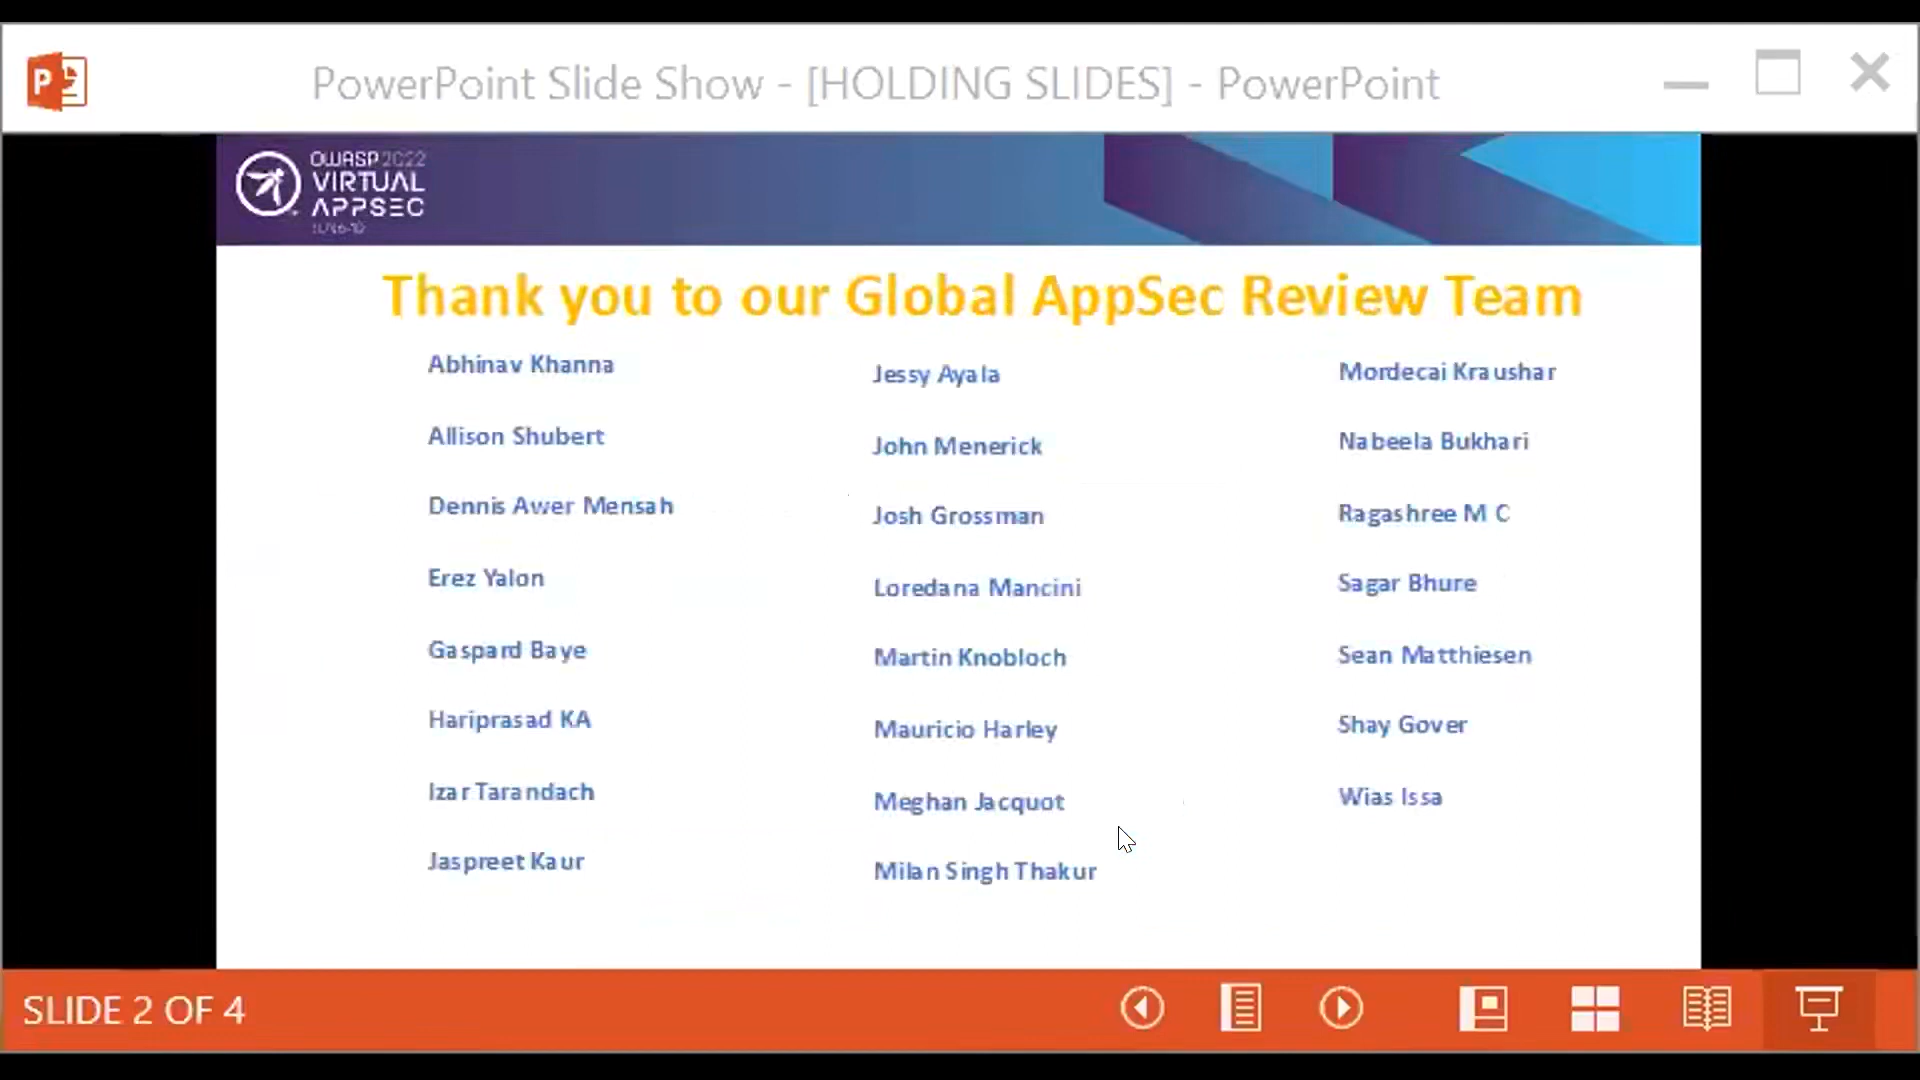 PowerPoint Slide Show - [HOLDING SLIDES] - PowerPoint
OWASP 2022
VIRTUAL
APPSEC
Thank you to our Global AppSec Review Team
Abhinav Khanna
Allison Shubert
Dennis Awer Mensah
Erez Yalon
Gaspard Baye
Hariprasad KA
Izar Tarandach
Jaspreet Kaur
Jessy Ayala
John Menerick
Josh Grossman
Loredana Mancini
Martin Knobloch
Mauricio Harley
Meghan Jacquot
Milan Singh Thakur
Mordecai Kraushar
Nabeela Bukhari
Ragashree M C
Sagar Bhure
Sean Matthiesen
Shay Gover
Wias Issa
SLIDE 2 OF 4